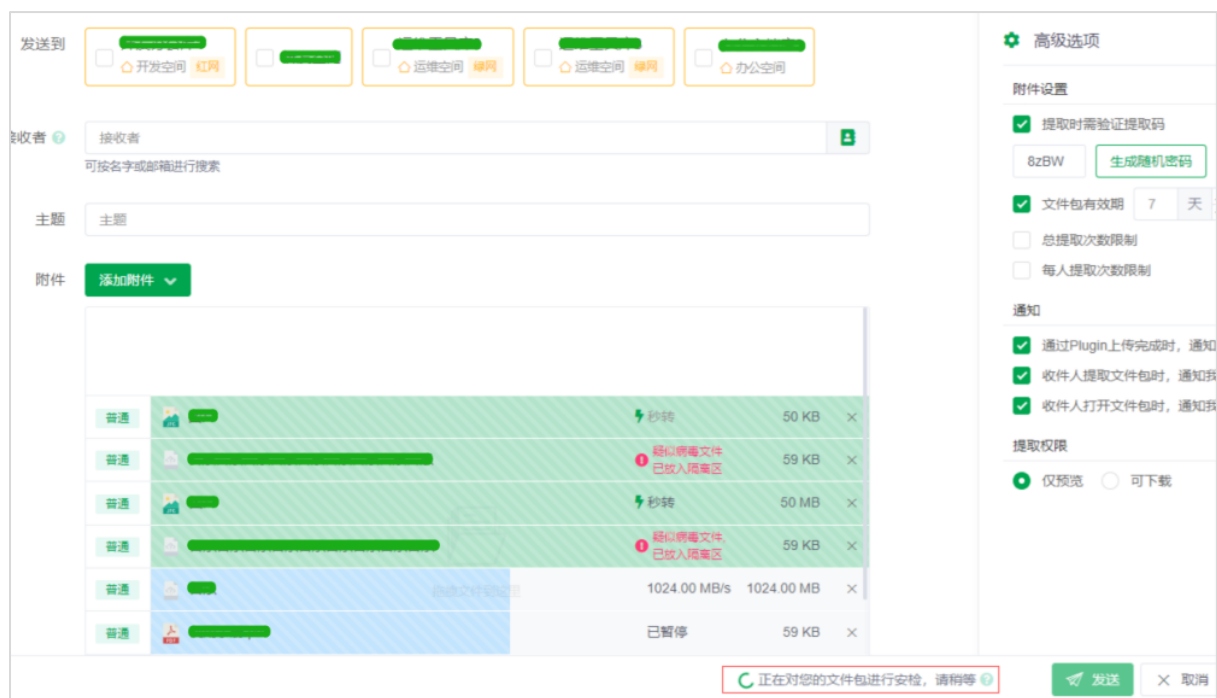 发送到
开发空间 红网
运维空间 绿网
运维空间 绿网
办公空间
接收者
接收者
可按名字或邮箱进行搜索
主题
主题
附件
添加附件
普通 秒转 50 KB
普通 疑似病毒文件
已放入隔离区 59 KB
普通 秒转 50 MB
普通 疑似病毒文件,
已放入隔离区 59 KB
普通 1024.00 MB/s 1024.00 MB
普通 已暂停 59 KB
正在对您的文件包进行安检，请稍等
发送 取消
高级选项
附件设置
提取时需验证提取码
8zBW 生成随机密码
文件包有效期 7 天
总提取次数限制
每人提取次数限制
通知
通过Plugin上传完成时，通知
收件人提取文件包时，通知我
收件人打开文件包时，通知我
提取权限
仅预览 可下载